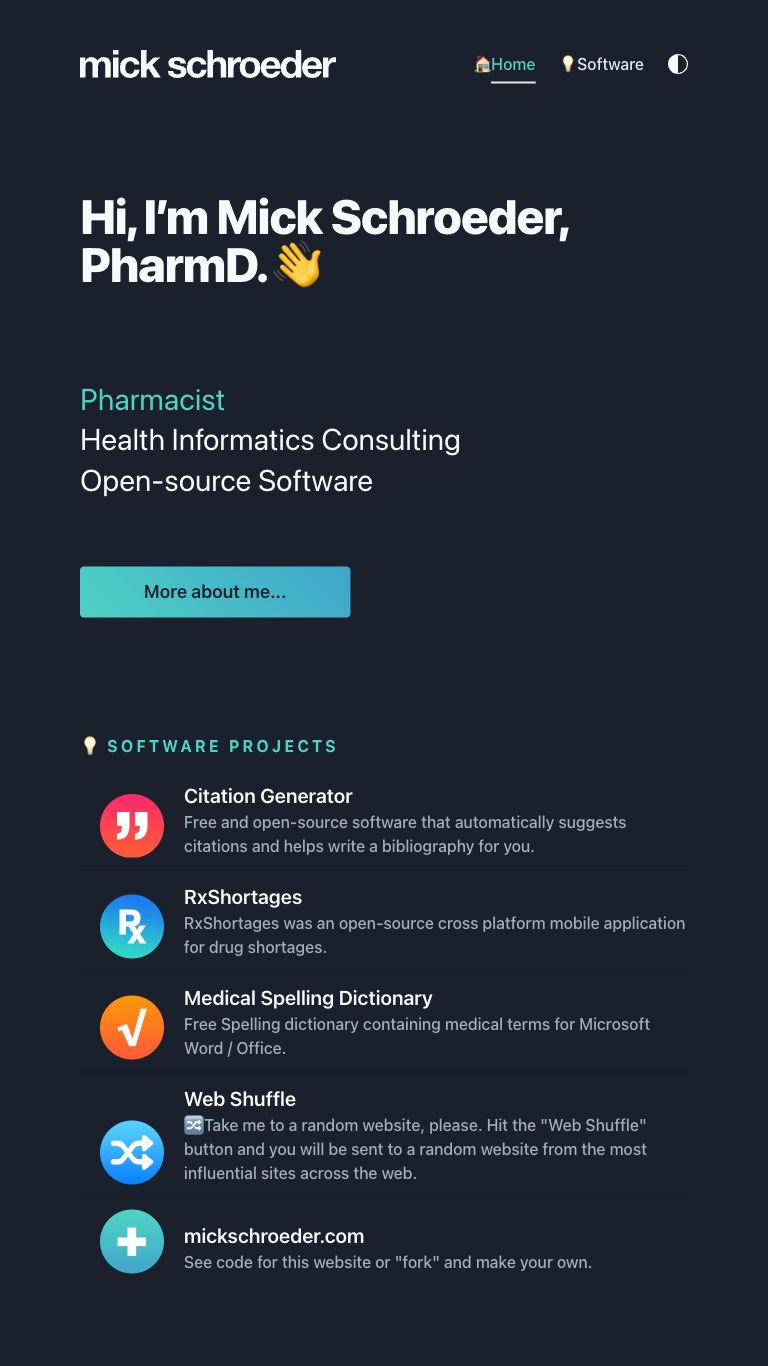 mick schroeder
🏠Home 💡Software
Hi, I’m Mick Schroeder,
PharmD.👋
Pharmacist
Health Informatics Consulting
Open-source Software
More about me...
💡 SOFTWARE PROJECTS
Citation Generator
Free and open-source software that automatically suggests
citations and helps write a bibliography for you.
RxShortages
RxShortages was an open-source cross platform mobile application
for drug shortages.
Medical Spelling Dictionary
Free Spelling dictionary containing medical terms for Microsoft
Word / Office.
Web Shuffle
🔀Take me to a random website, please. Hit the "Web Shuffle"
button and you will be sent to a random website from the most
influential sites across the web.
mickschroeder.com
See code for this website or "fork" and make your own.